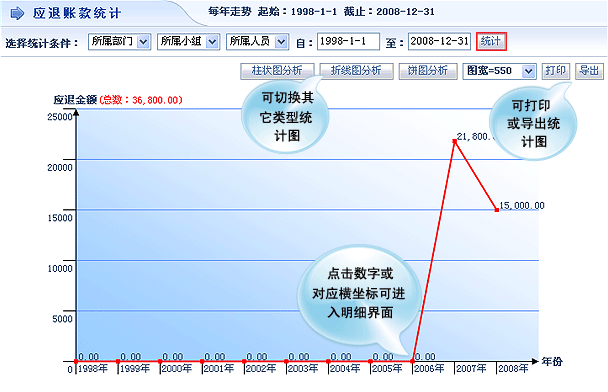 应退账款统计 每年走势 起始：1998-1-1 截止：2008-12-31
选择统计条件： 所属部门 所属小组 所属人员 自： 1998-1-1 至： 2008-12-31 统计
柱状图分析 折线图分析 饼图分析 图宽=550 打印 导出
可切换其
它类型统
计图
可打印
或导出统
计图
应退金额(总数：36,800.00)
25000
20000
15000
10000
5000
0
21,800.
15,000.00
点击数字或
对应横坐标可进
入明细界面
0.00 0.00 0.00 0.00 0.00 0.00 0.00 0.00 0.00
年份
1998年 1999年 2000年 2001年 2002年 2003年 2004年 2005年 2006年 2007年 2008年